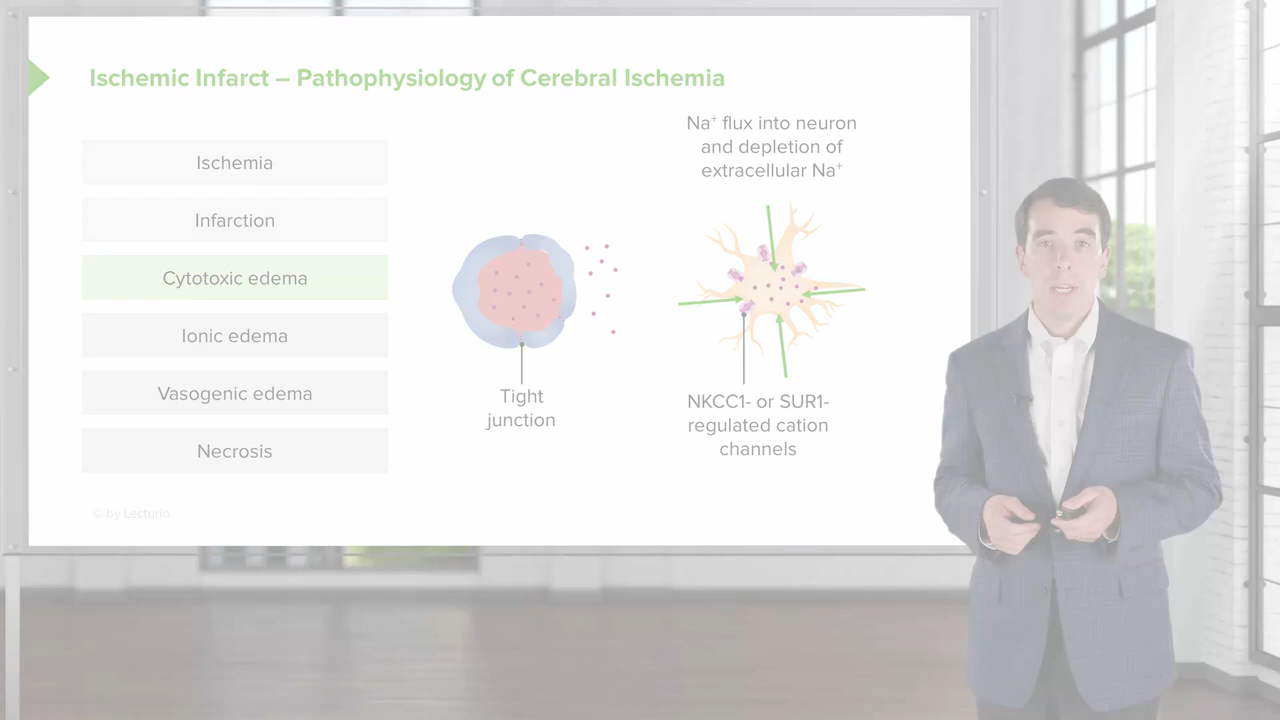 Ischemic Infarct – Pathophysiology of Cerebral Ischemia
Ischemia
Infarction
Cytotoxic edema
Ionic edema
Vasogenic edema
Necrosis
Tight
junction
Na⁺ flux into neuron
and depletion of
extracellular Na⁺
NKCC1- or SUR1-
regulated cation
channels
© by Lecturio